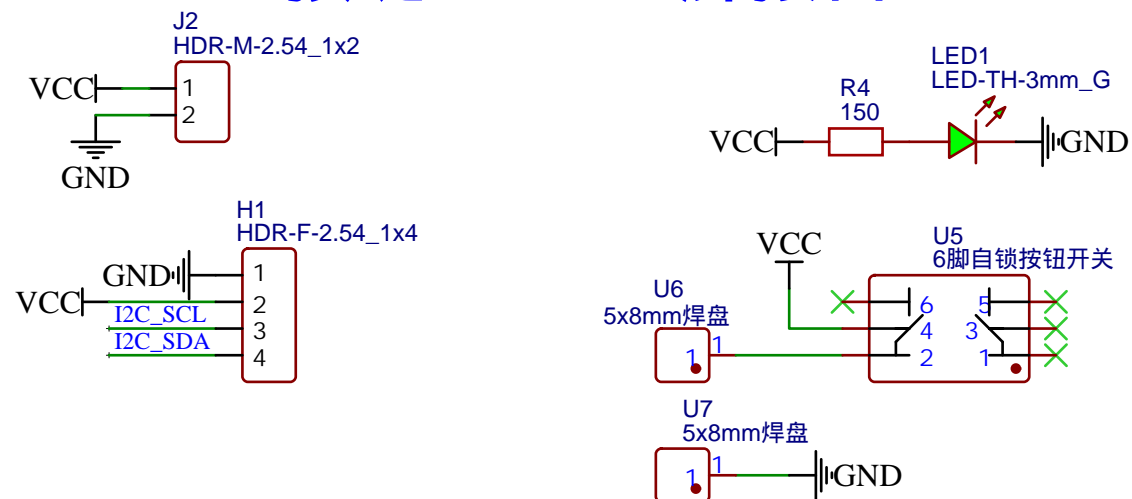 J2
HDR-M-2.54_1x2
VCC
1
2
GND
LED1
LED-TH-3mm_G
R4
150
VCC
GND
H1
HDR-F-2.54_1x4
GND
1
VCC
2
I2C_SCL
3
I2C_SDA
4
VCC
U5
6脚自锁按钮开关
6
5
4
3
2
1
U6
5x8mm焊盘
1
1
U7
5x8mm焊盘
1
1
GND